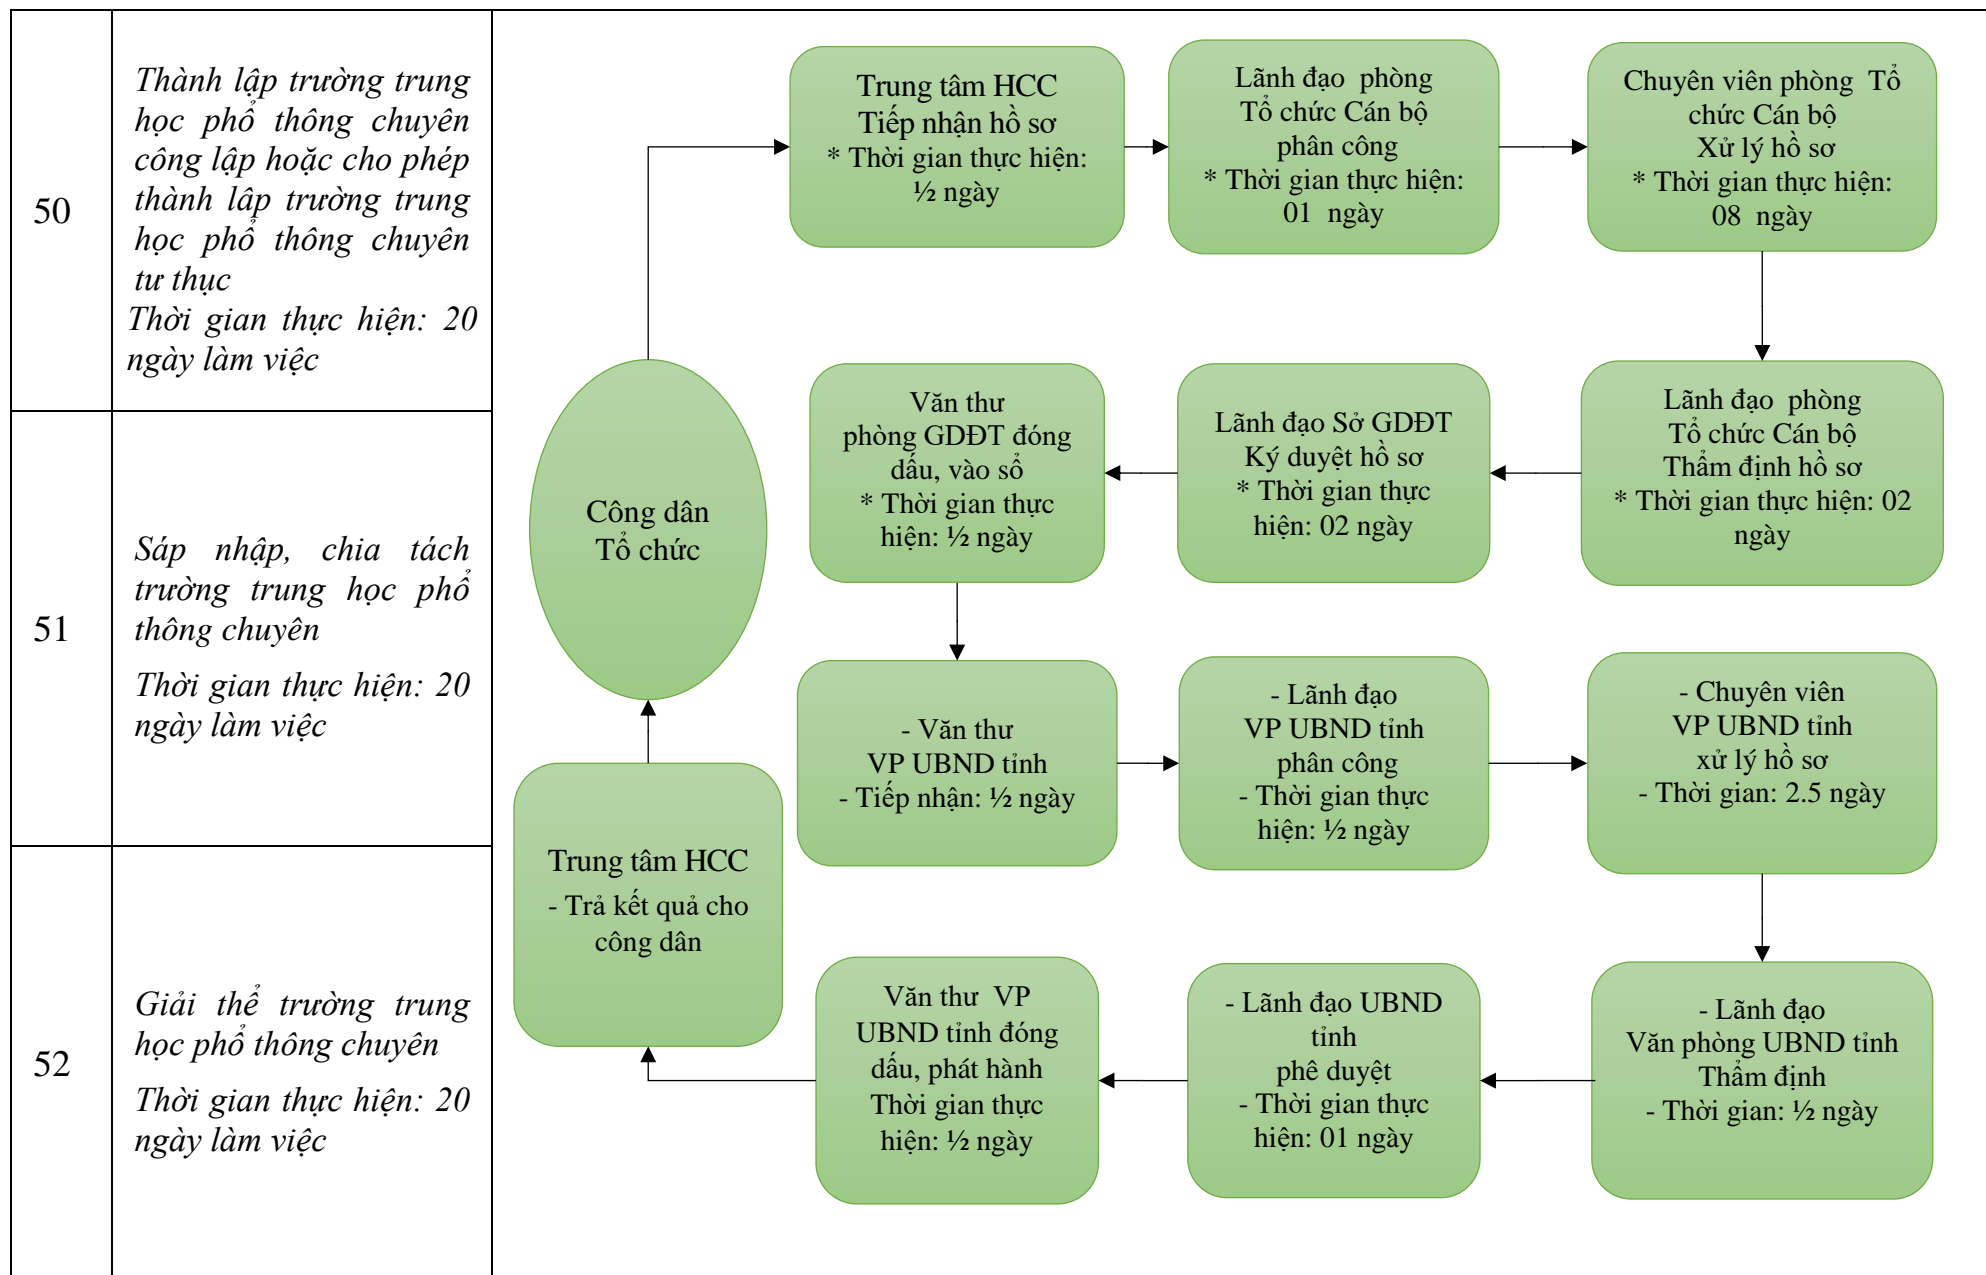 50
Thành lập trường trung
học phổ thông chuyên
công lập hoặc cho phép
thành lâp trường trung
học phổ thông chuyên
tư thục
Thời gian thực hiện: 20
ngày làm việc
51
Sáp nhập, chia tách
trường trung học phổ
thông chuyên
Thời gian thực hiện: 20
ngày làm việc
52
Giải thể trường trung
học phổ thông chuyên
Thời gian thực hiện: 20
ngày làm việc
Công dân
Tổ chức
Trung tâm HCC
Tiếp nhận hồ sơ
* Thời gian thực hiện:
½ ngày
Lãnh đạo phòng
Tổ chức Cán bộ
phân công
* Thời gian thực hiện:
01 ngày
Chuyên viên phòng Tổ
chức Cán bộ
Xử lý hồ sơ
* Thời gian thực hiện:
08 ngày
Lãnh đạo phòng
Tổ chức Cán bộ
Thẩm định hồ sơ
* Thời gian thực hiện: 02
ngày
Lãnh đạo Sở GDĐT
Ký duyệt hồ sơ
* Thời gian thực
hiện: 02 ngày
Văn thư
phòng GDĐT đóng
dấu, vào sổ
* Thời gian thực
hiện: ½ ngày
- Văn thư
VP UBND tỉnh
- Tiếp nhận: ½ ngày
- Lãnh đạo
VP UBND tỉnh
phân công
- Thời gian thực
hiện: ½ ngày
- Chuyên viên
VP UBND tỉnh
xử lý hồ sơ
- Thời gian: 2.5 ngày
- Lãnh đạo
Văn phòng UBND tỉnh
Thẩm định
- Thời gian: ½ ngày
- Lãnh đạo UBND
tỉnh
phê duyệt
- Thời gian thực
hiện: 01 ngày
Văn thư VP
UBND tỉnh đóng
dấu, phát hành
Thời gian thực
hiện: ½ ngày
Trung tâm HCC
- Trả kết quả cho
công dân